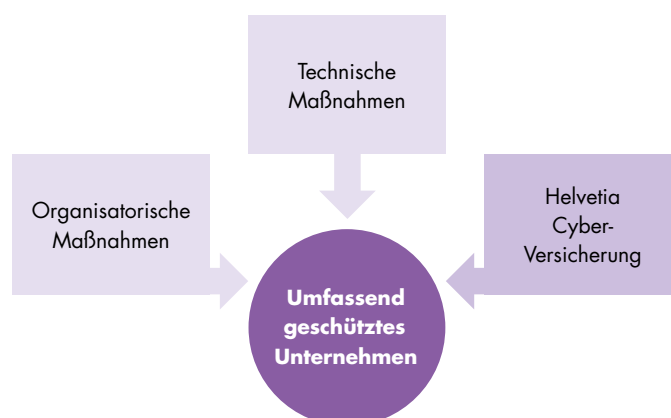 Technische
Maßnahmen
Organisatorische
Maßnahmen
Helvetia
Cyber-
Versicherung
Umfassend
geschütztes
Unternehmen